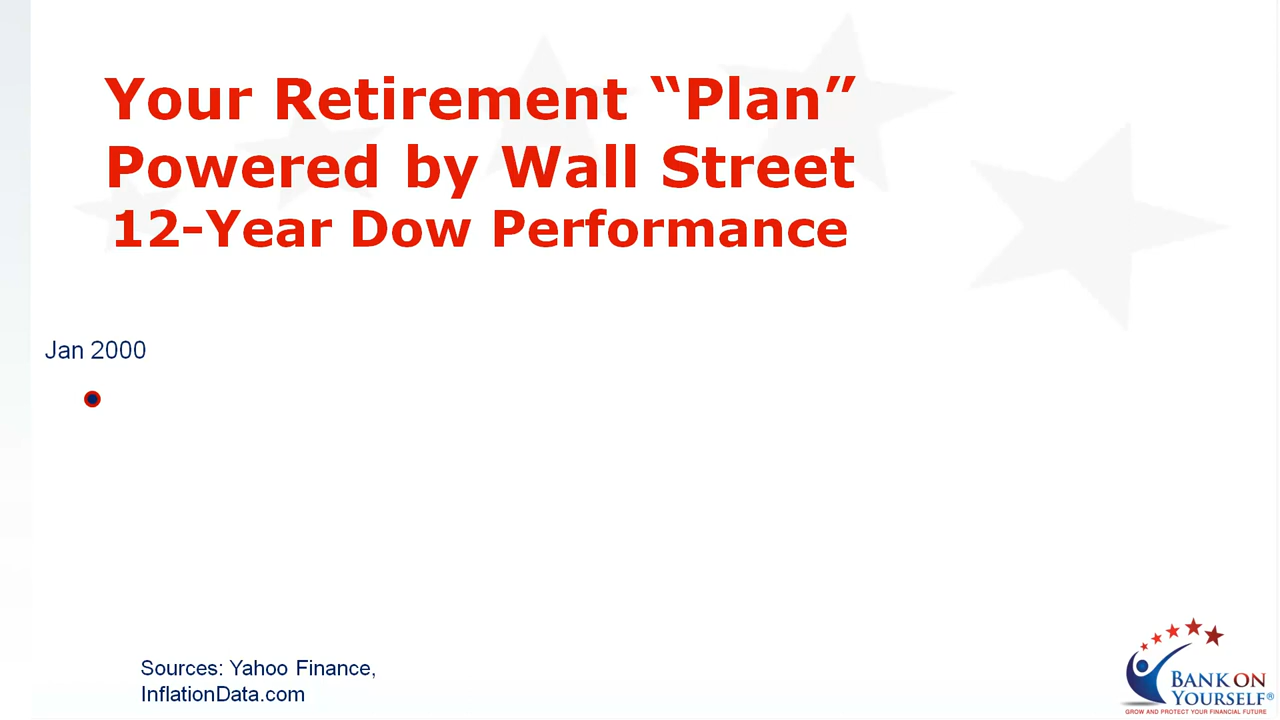 Your Retirement “Plan”
Powered by Wall Street
12-Year Dow Performance
Jan 2000
Sources: Yahoo Finance,
InflationData.com
BANK ON
YOURSELF®
GROW AND PROTECT YOUR FINANCIAL FUTURE